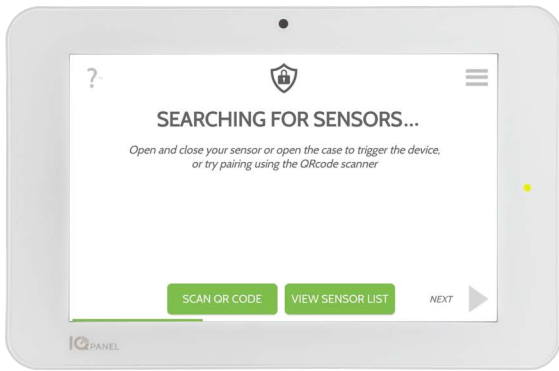 ?
SEARCHING FOR SENSORS...
Open and close your sensor or open the case to trigger the device,
or try pairing using the QRcode scanner
SCAN QR CODE
VIEW SENSOR LIST
NEXT
IQ PANEL